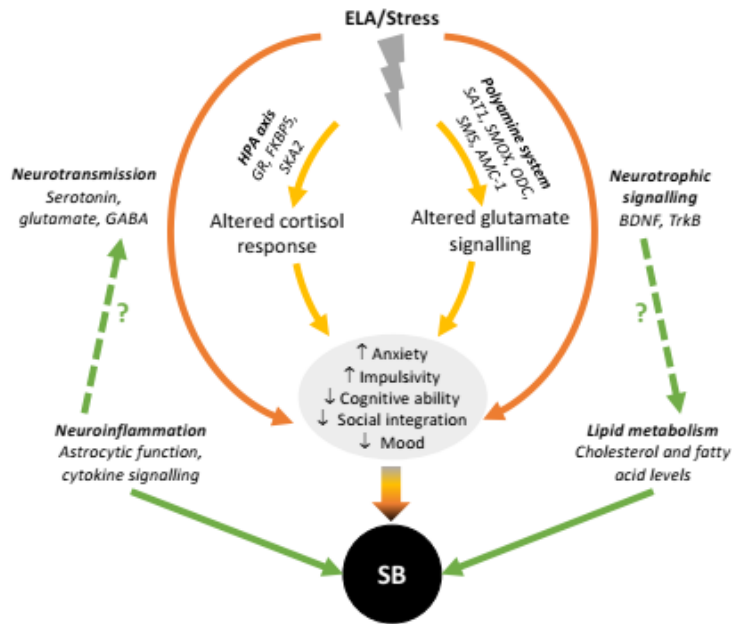 ELA/Stress
HPA axis
GR, FKBP5,
SKA2
Polyamine system
SAT1, SMOX, ODC,
SMS, AMC-1
Neurotransmission
Serotonin,
glutamate, GABA
Neurotrophic
signalling
BDNF, TrkB
Altered cortisol
response
Altered glutamate
signalling
?
?
↑ Anxiety
↑ Impulsivity
↓ Cognitive ability
↓ Social integration
↓ Mood
Neuroinflammation
Astrocytic function,
cytokine signalling
Lipid metabolism
Cholesterol and fatty
acid levels
SB